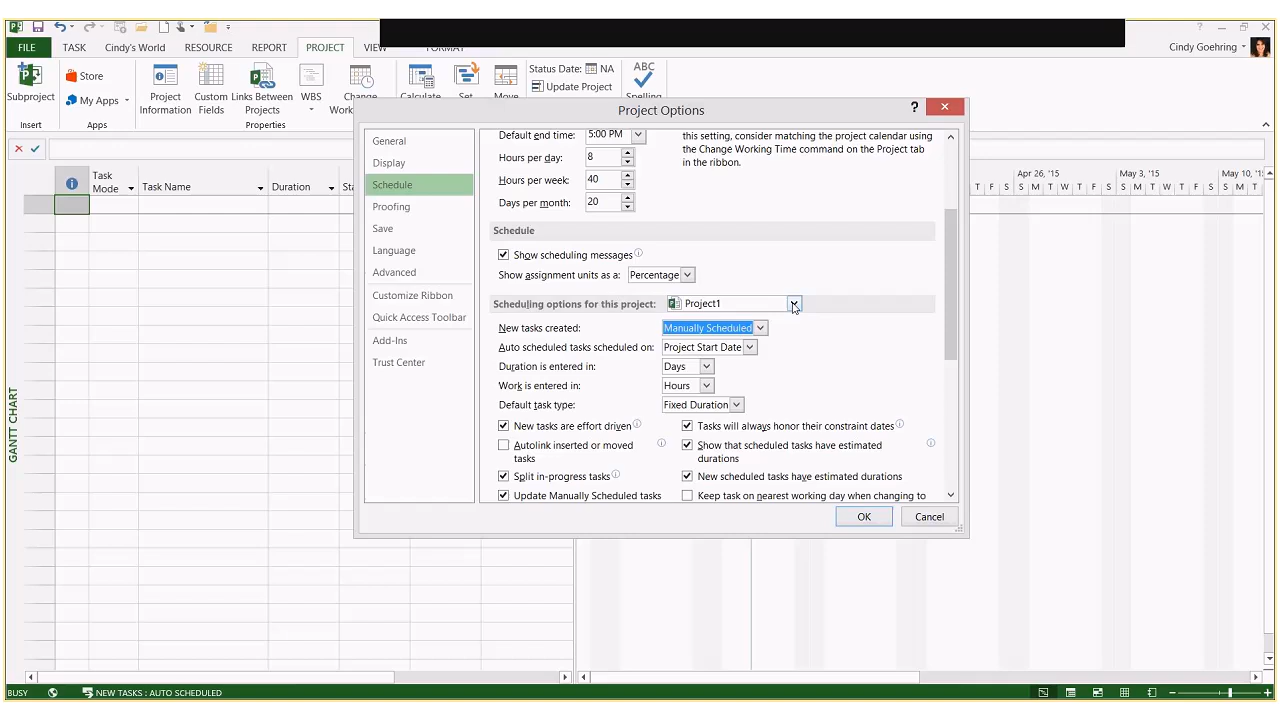 FILE TASK Cindy's World RESOURCE REPORT PROJECT VIEW FORMAT Cindy Goehring
Subproject
Insert
Store
My Apps
Apps
Project Information
Custom Fields
Links Between Projects
WBS
Properties
Change
Calculate
Set
Move
Status Date: NA
Update Project
ABC
Spelling
Project Options
General
Display
Schedule
Proofing
Save
Language
Advanced
Customize Ribbon
Quick Access Toolbar
Add-Ins
Trust Center
Default end time: 5:00 PM
Hours per day: 8
Hours per week: 40
Days per month: 20
this setting, consider matching the project calendar using
the Change Working Time command on the Project tab
in the ribbon.
Schedule
Show scheduling messages
Show assignment units as a: Percentage
Scheduling options for this project: Project1
New tasks created: Manually Scheduled
Auto scheduled tasks scheduled on: Project Start Date
Duration is entered in: Days
Work is entered in: Hours
Default task type: Fixed Duration
New tasks are effort driven
Autolink inserted or moved
tasks
Split in-progress tasks
Update Manually Scheduled tasks
Tasks will always honor their constraint dates
Show that scheduled tasks have estimated
durations
New scheduled tasks have estimated durations
Keep task on nearest working day when changing to
OK Cancel
Task
Mode
Task Name
Duration
Apr 26, '15 May 3, '15 May 10, '15
T F S S M T W T F S S M T W T F S S M T W
GANTT CHART
BUSY NEW TASKS : AUTO SCHEDULED